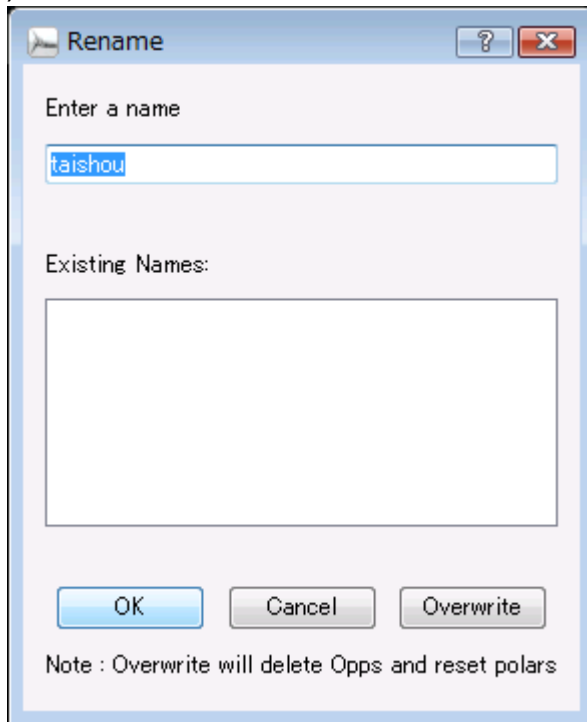 Rename
Enter a name
taishou
Existing Names:
OK Cancel Overwrite
Note : Overwrite will delete Opps and reset polars